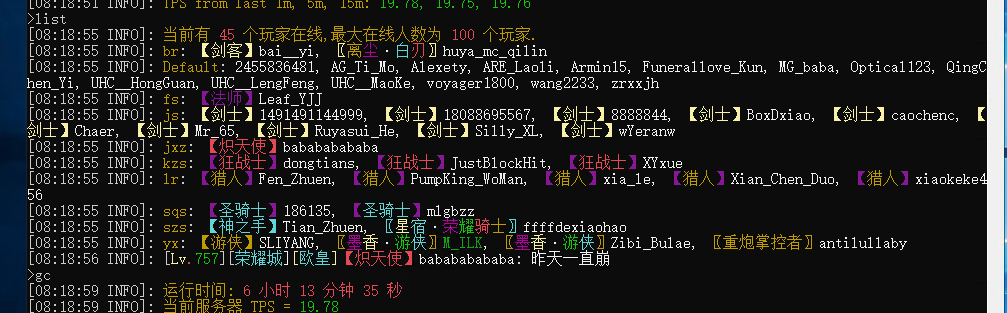 [08:18:51 INFO]: TPS from last 1m, 5m, 15m: 19.78, 19.75, 19.76
>list
[08:18:55 INFO]: 当前有 45 个玩家在线,最大在线人数为 100 个玩家.
[08:18:55 INFO]: br: 【剑客】bai__yi, 〖离尘·白刃〗huya_mc_qilin
[08:18:55 INFO]: Default: 2455836481, AG_Ti_Mo, Alexety, ARE_Laoli, Armin15, Funerallove_Kun, MG_baba, Optical123, QingC
hen_Yi, UHC__HongGuan, UHC__LengFeng, UHC__MaoKe, voyager1800, wang2233, zrxxjh
[08:18:55 INFO]: fs: 【法师】Leaf_YJJ
[08:18:55 INFO]: js: 【剑士】1491491144999, 【剑士】18088695567, 【剑士】8888844, 【剑士】BoxDxiao, 【剑士】caochenc, 【
剑士】Chaer, 【剑士】Mr_65, 【剑士】Ruyasui_He, 【剑士】Silly_XL, 【剑士】wYeranw
[08:18:55 INFO]: jxz: 【炽天使】babababababa
[08:18:55 INFO]: kzs: 【狂战士】dongtians, 【狂战士】JustBlockHit, 【狂战士】XYxue
[08:18:55 INFO]: lr: 【猎人】Fen_Zhuen, 【猎人】PumpKing_WoMan, 【猎人】xia_le, 【猎人】Xian_Chen_Duo, 【猎人】xiaokeke4
56
[08:18:55 INFO]: sqs: 【圣骑士】186135, 【圣骑士】mlgbzz
[08:18:55 INFO]: szs: 【神之手】Tian_Zhuen, 〖星宿·荣耀骑士〗ffffdexiaohao
[08:18:55 INFO]: yx: 【游侠】SLIYANG, 〖墨香·游侠〗M_ILK, 〖墨香·游侠〗Zibi_Bulae, 〖重炮掌控者〗antilullaby
[08:18:56 INFO]: [Lv.757][荣耀城][欧皇]【炽天使】babababababa: 昨天一直崩
>gc
[08:18:59 INFO]: 运行时间: 6 小时 13 分钟 35 秒
[08:18:59 INFO]: 当前服务器 TPS = 19.78